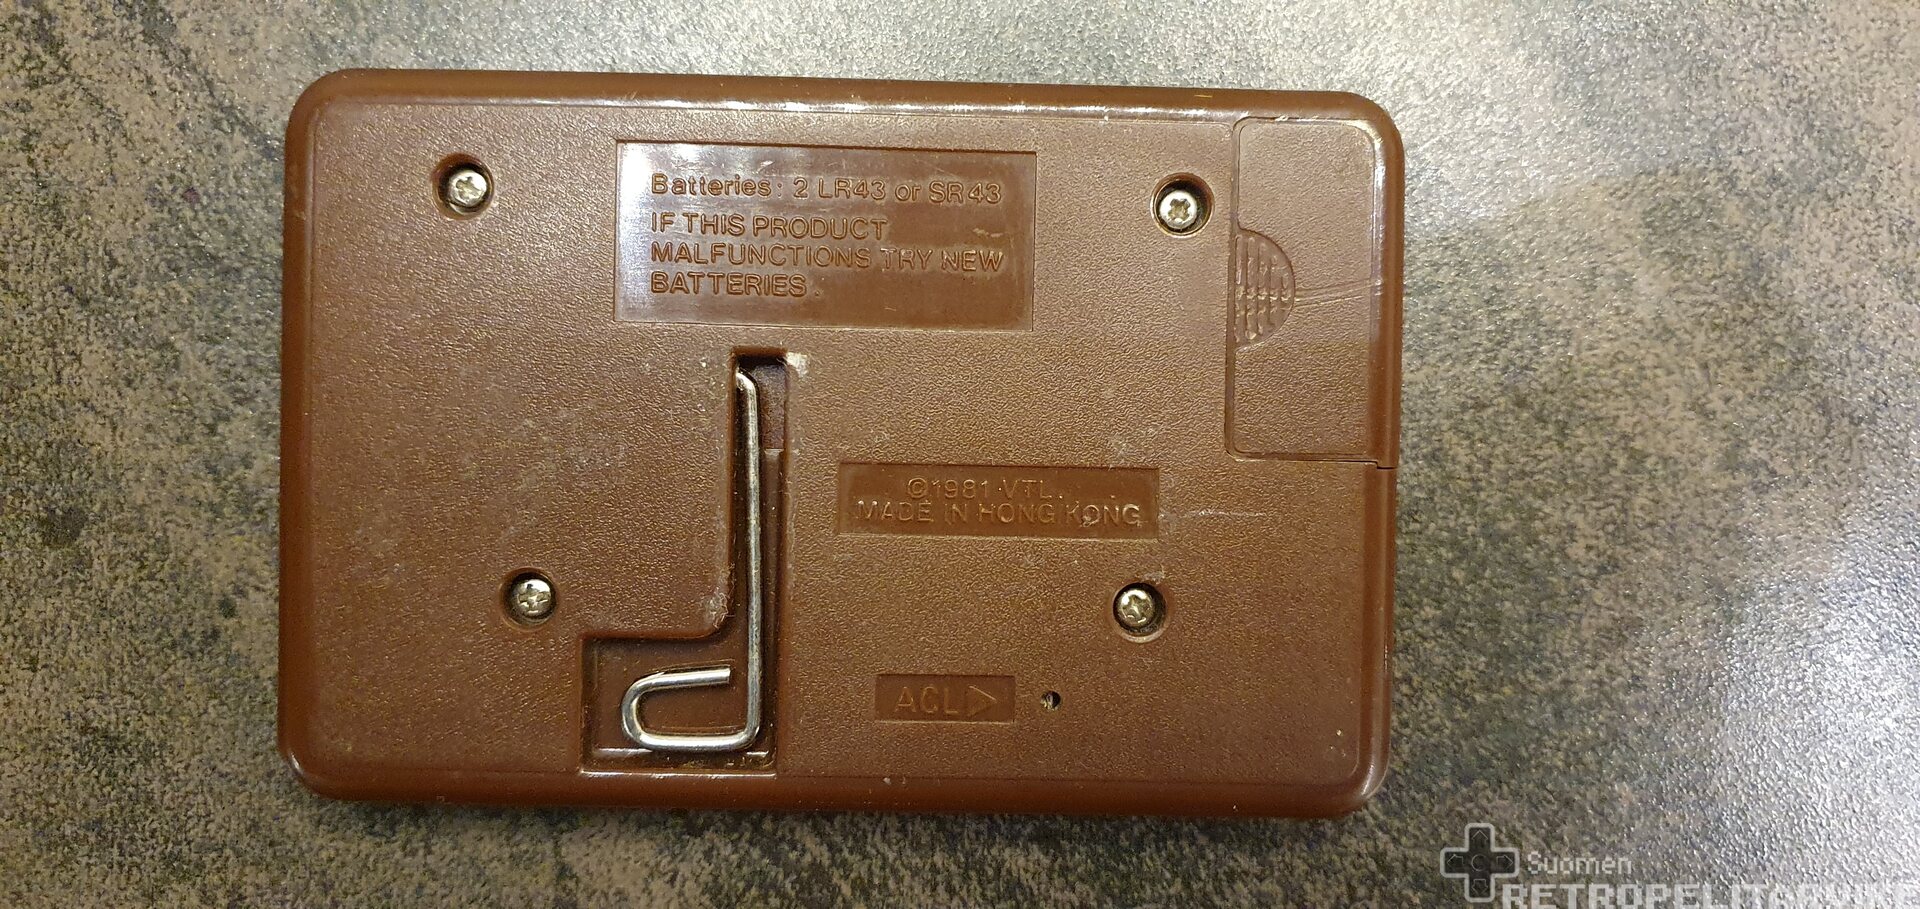 Batteries: 2 LR43 or SR43
IF THIS PRODUCT
MALFUNCTIONS TRY NEW
BATTERIES.
©1981 VTL.
MADE IN HONG KONG
ACL
Suomen